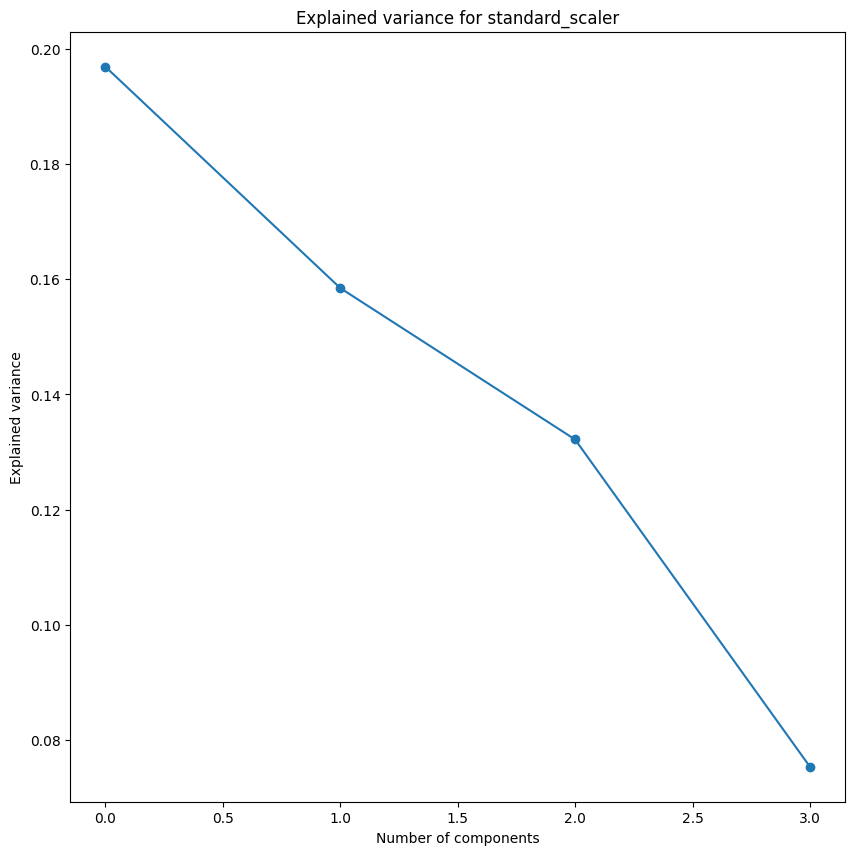 Explained variance for standard_scaler
0.20
0.18
0.16
0.14
0.12
0.10
0.08
Explained variance
0.0 0.5 1.0 1.5 2.0 2.5 3.0
Number of components